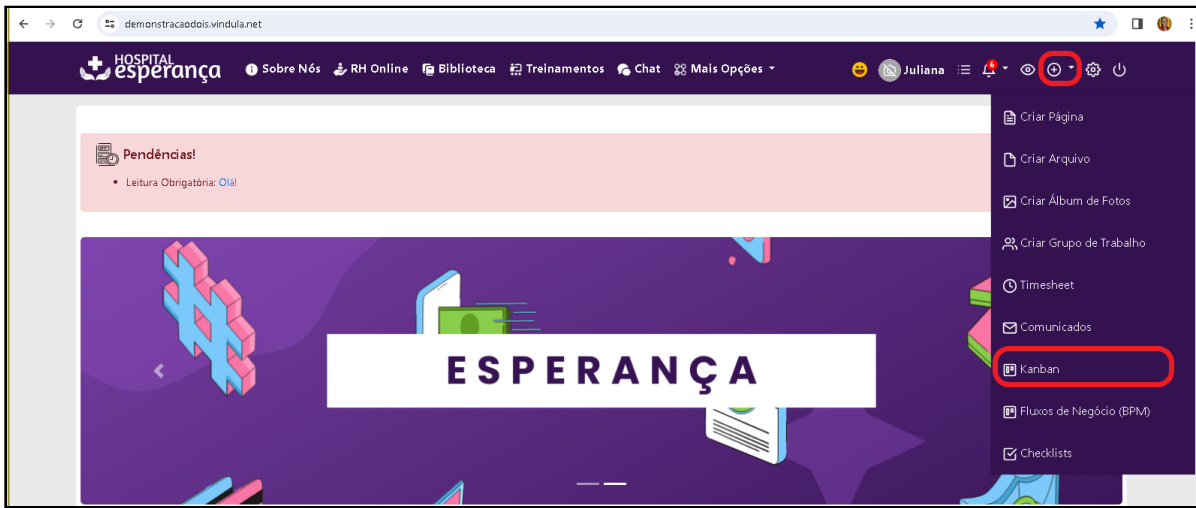 demonstracaodois.vindula.net
HOSPITAL
esperança
Sobre Nós RH Online Biblioteca Treinamentos Chat Mais Opções Juliana 6
Criar Página
Pendências!
Criar Arquivo
Leitura Obrigatória: Olá!
Criar Álbum de Fotos
Criar Grupo de Trabalho
Timesheet
Comunicados
ESPERANÇA
Kanban
Fluxos de Negócio (BPM)
Checklists